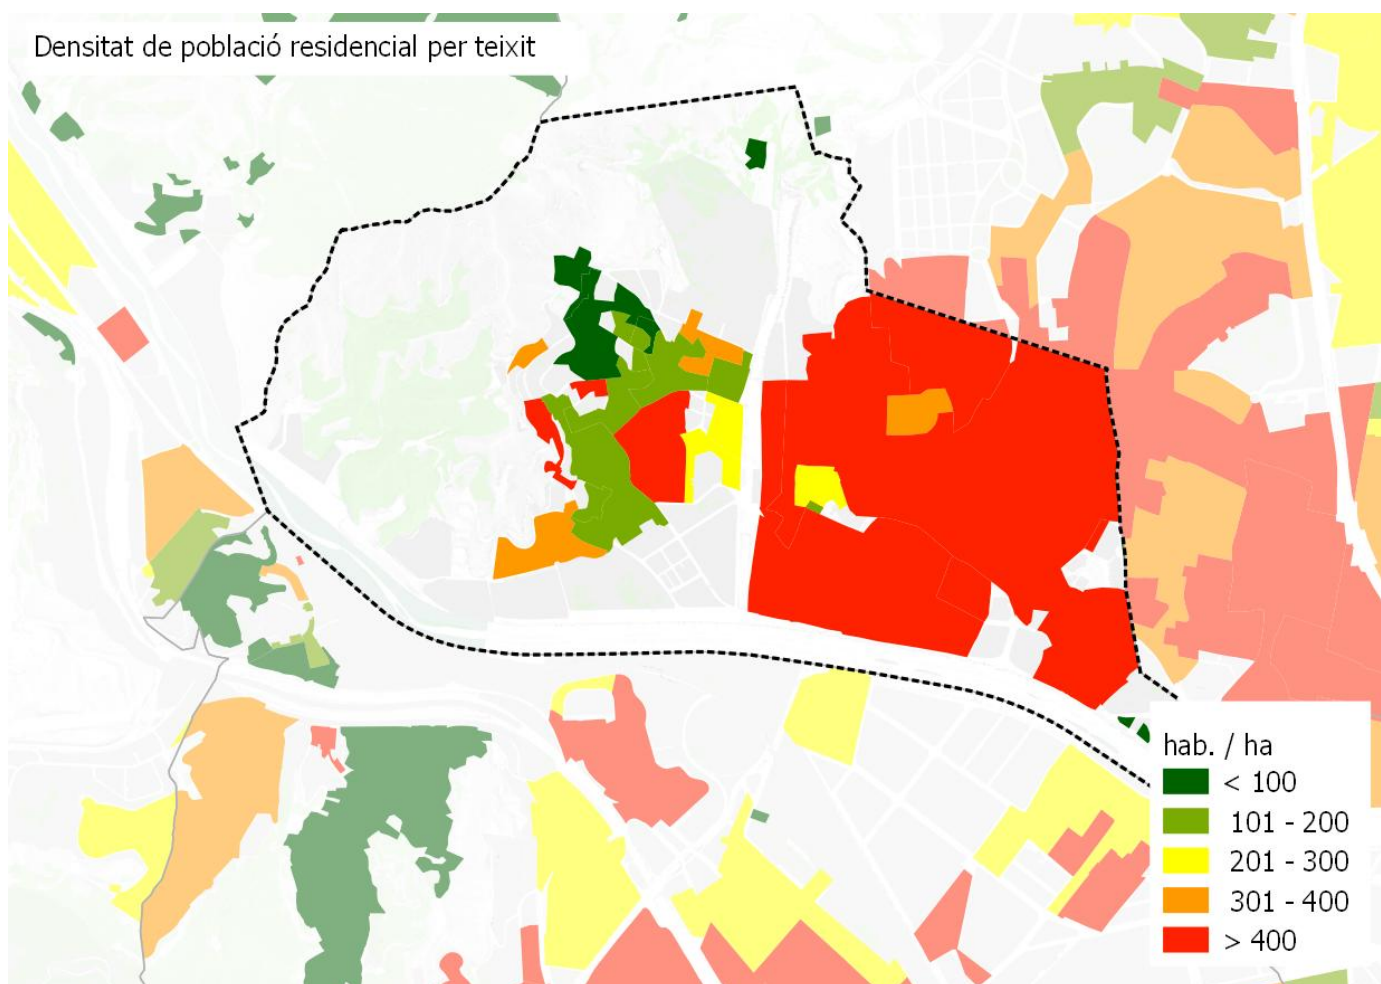 Densitat de població residencial per teixit
hab. / ha
< 100
101 - 200
201 - 300
301 - 400
> 400